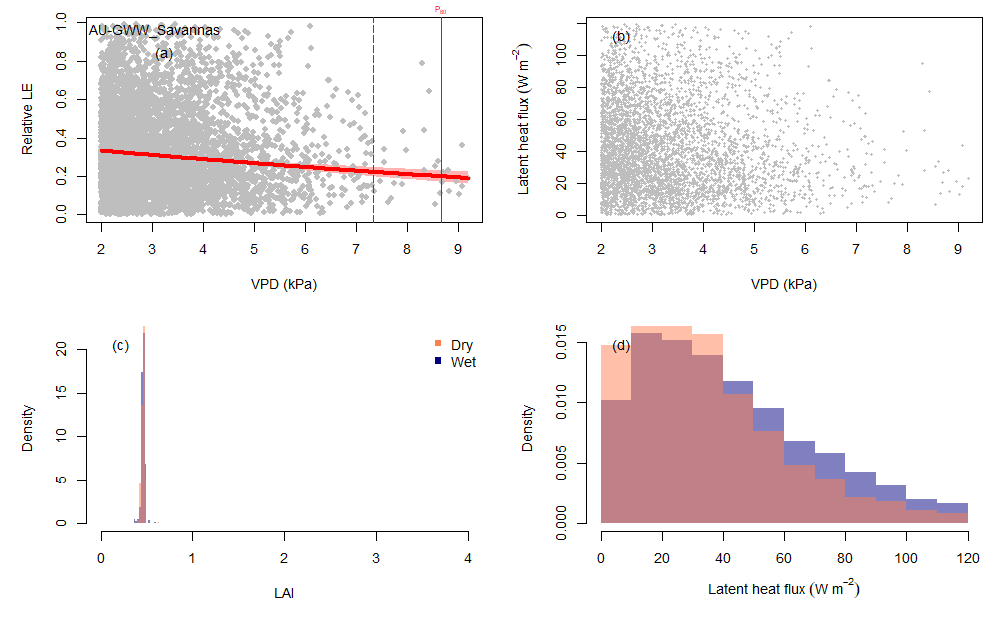 P80
AU-GWW_Savannas
(a)
Relative LE
0.0 0.2 0.4 0.6 0.8 1.0
2 3 4 5 6 7 8 9
VPD (kPa)
(b)
Latent heat flux (W m−2)
0 20 40 60 80 100
2 3 4 5 6 7 8 9
VPD (kPa)
(c)
Dry
Wet
Density
0 5 10 15 20
0 1 2 3 4
LAI
(d)
Density
0.000 0.005 0.010 0.015
0 20 40 60 80 100 120
Latent heat flux (W m−2)